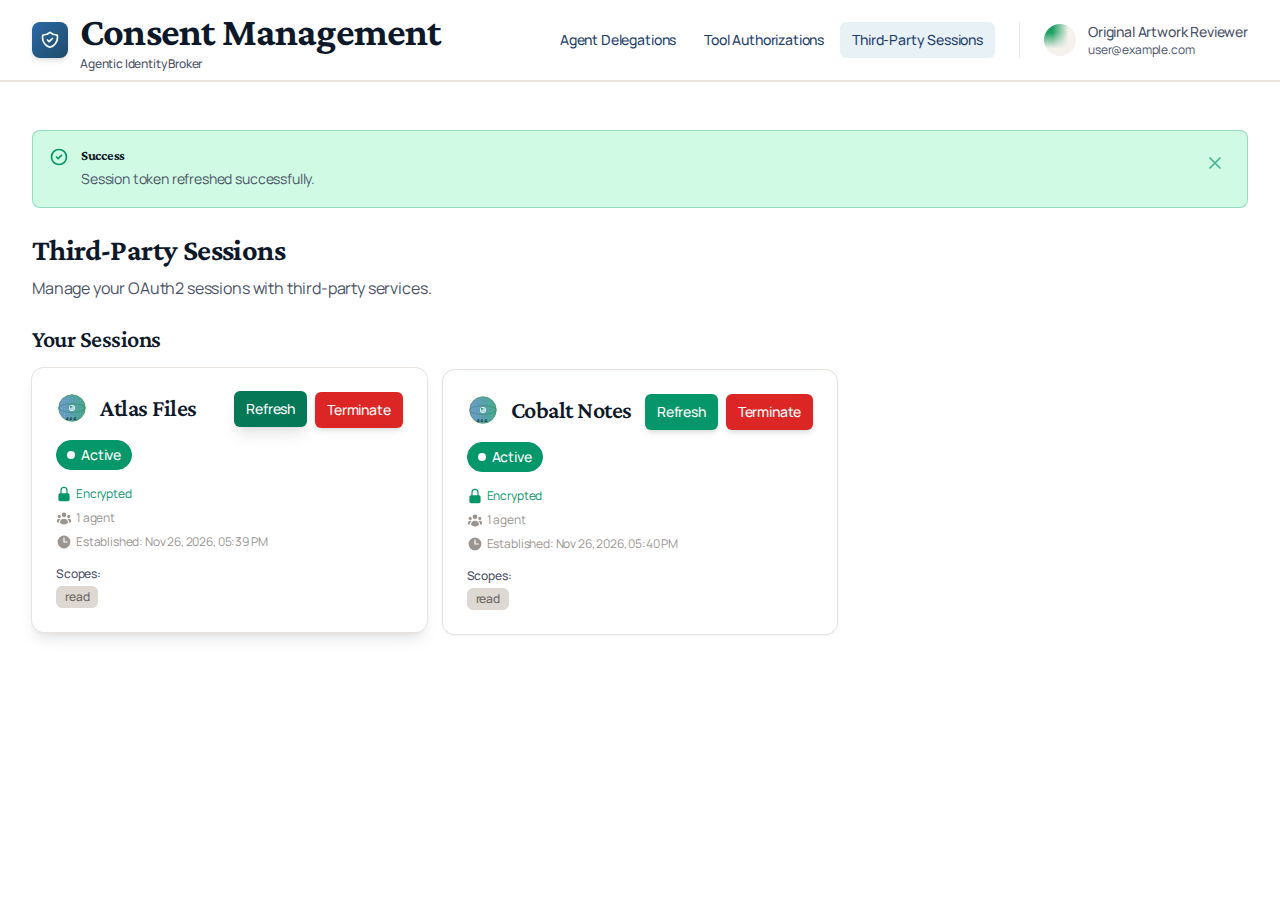 Consent Management
Agentic Identity Broker
Agent Delegations
Tool Authorizations
Third-Party Sessions
Original Artwork Reviewer
user@example.com
Success
Session token refreshed successfully.
Third-Party Sessions
Manage your OAuth2 sessions with third-party services.
Your Sessions
Atlas Files
Refresh
Terminate
Active
Encrypted
1 agent
Established: Nov 26, 2026, 05:39 PM
Scopes:
read
Cobalt Notes
Refresh
Terminate
Active
Encrypted
1 agent
Established: Nov 26, 2026, 05:40 PM
Scopes:
read